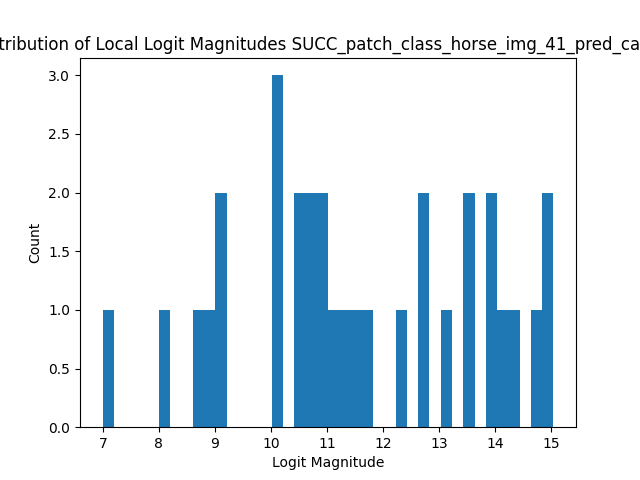 tribution of Local Logit Magnitudes SUCC_patch_class_horse_img_41_pred_ca
3.0
2.5
2.0
1.5
1.0
0.5
0.0
Count
7 8 9 10 11 12 13 14 15
Logit Magnitude